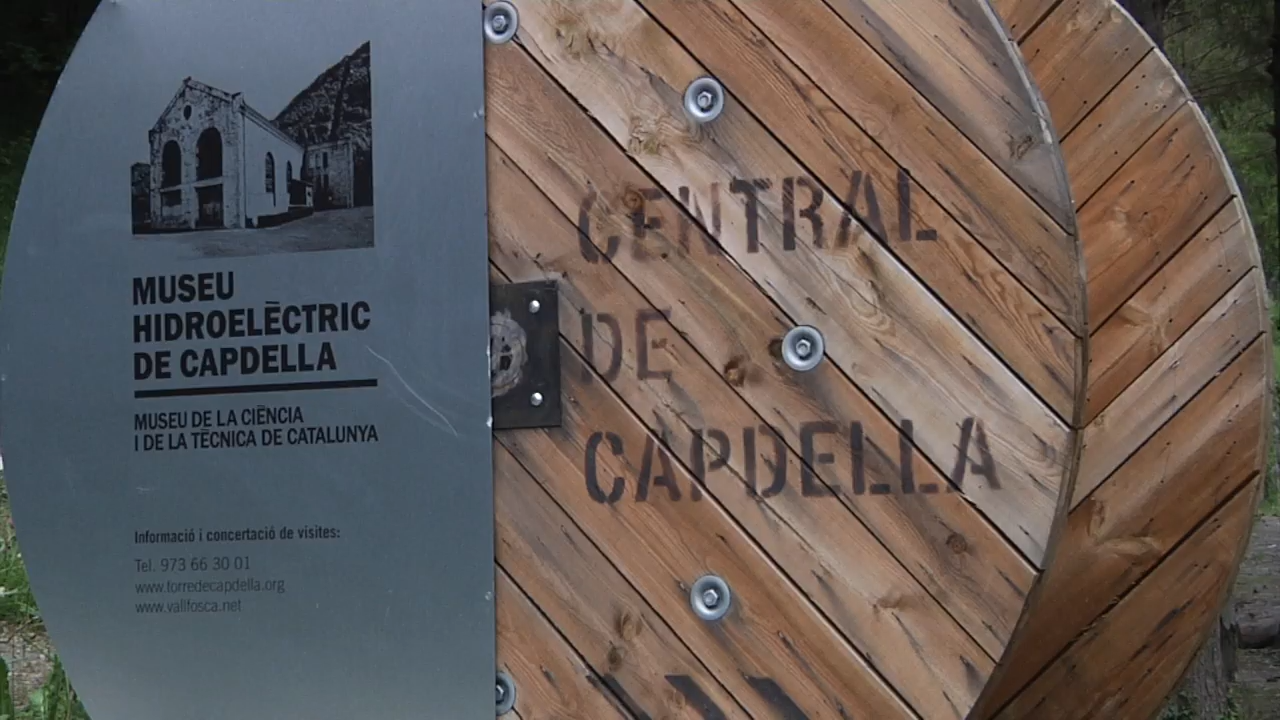 MUSEU
HIDROELÈCTRIC
DE CAPDELLA
MUSEU DE LA CIÈNCIA
I DE LA TÈCNICA DE CATALUNYA
Informació i concertació de visites:
Tel. 973 66 30 01
www.torredecapdella.org
www.vallfosca.net
CENTRAL
DE
CAPDELLA